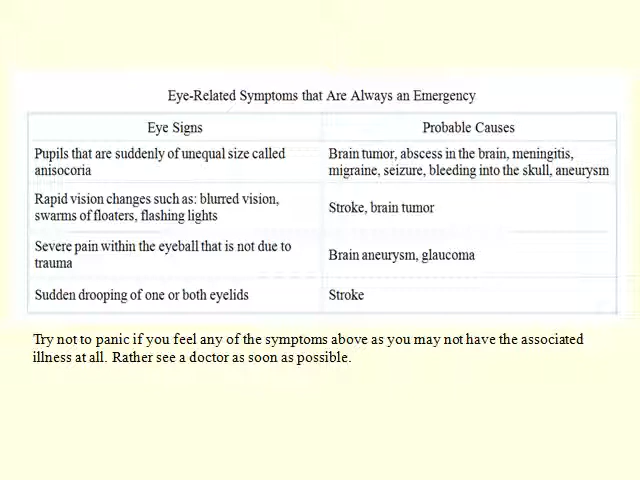 Eye-Related Symptoms that Are Always an Emergency
Eye Signs
Probable Causes
Pupils that are suddenly of unequal size called
anisocoria
Brain tumor, abscess in the brain, meningitis,
migraine, seizure, bleeding into the skull, aneurysm
Rapid vision changes such as: blurred vision,
swarms of floaters, flashing lights
Stroke, brain tumor
Severe pain within the eyeball that is not due to
trauma
Brain aneurysm, glaucoma
Sudden drooping of one or both eyelids
Stroke
Try not to panic if you feel any of the symptoms above as you may not have the associated
illness at all. Rather see a doctor as soon as possible.